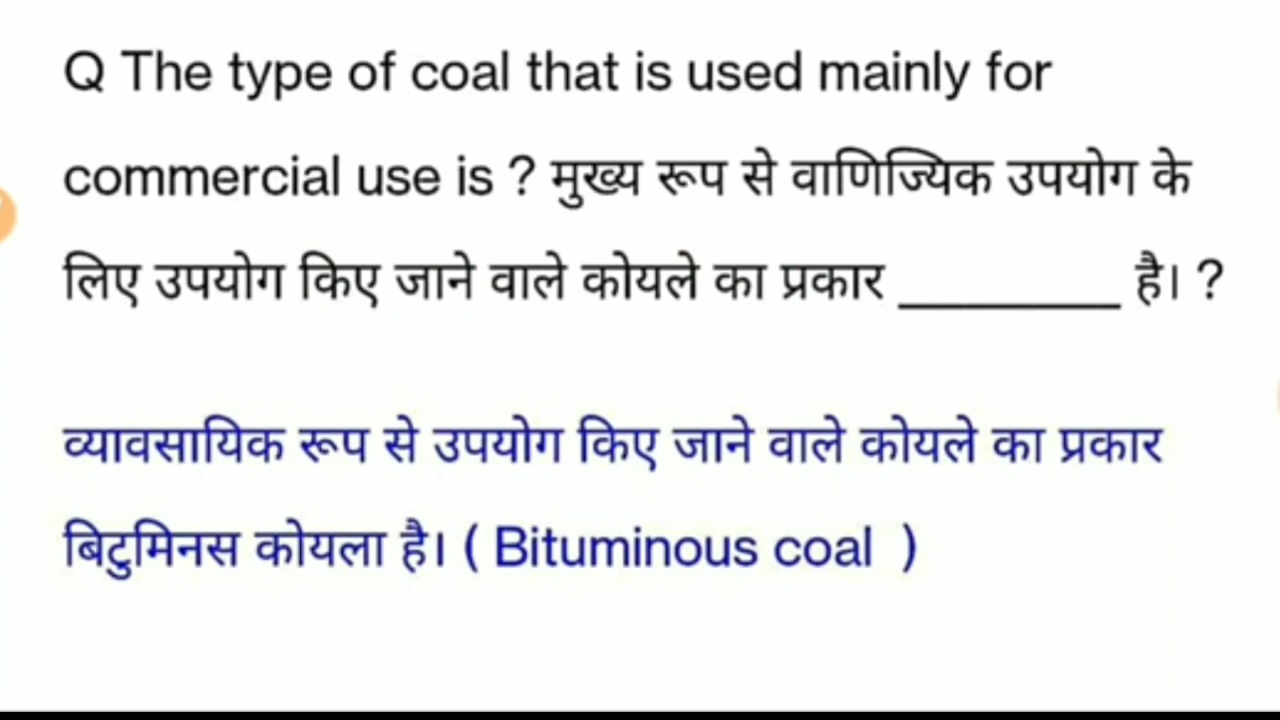 Q The type of coal that is used mainly for
commercial use is ? मुख्य रूप से वाणिज्यिक उपयोग के
लिए उपयोग किए जाने वाले कोयले का प्रकार ________ है। ?
व्यावसायिक रूप से उपयोग किए जाने वाले कोयले का प्रकार
बिटुमिनस कोयला है। ( Bituminous coal )